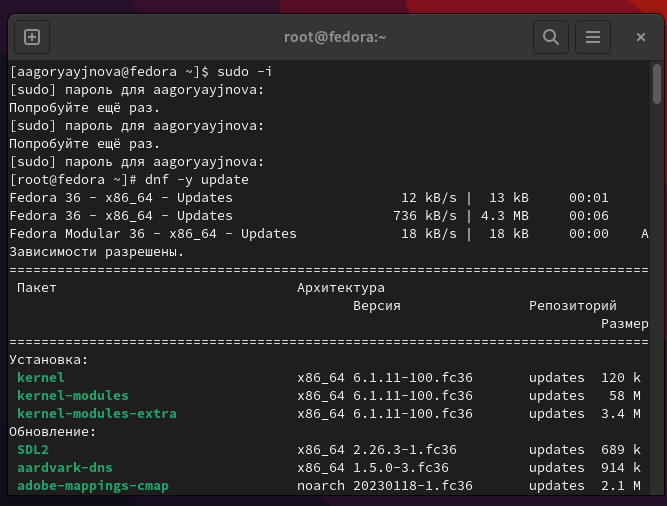 root@fedora:~
[aagoryayjnova@fedora ~]$ sudo -i
[sudo] пароль для aagoryayjnova:
Попробуйте ещё раз.
[sudo] пароль для aagoryayjnova:
Попробуйте ещё раз.
[sudo] пароль для aagoryayjnova:
[root@fedora ~]# dnf -y update
Fedora 36 - x86_64 - Updates 12 kB/s | 13 kB 00:01
Fedora 36 - x86_64 - Updates 736 kB/s | 4.3 MB 00:06
Fedora Modular 36 - x86_64 - Updates 18 kB/s | 18 kB 00:00 A
Зависимости разрешены.
================================================================================
Пакет Архитектура
Версия Репозиторий
Размер
================================================================================
Установка:
kernel x86_64 6.1.11-100.fc36 updates 120 k
kernel-modules x86_64 6.1.11-100.fc36 updates 58 M
kernel-modules-extra x86_64 6.1.11-100.fc36 updates 3.4 M
Обновление:
SDL2 x86_64 2.26.3-1.fc36 updates 689 k
aardvark-dns x86_64 1.5.0-3.fc36 updates 914 k
adobe-mappings-cmap noarch 20230118-1.fc36 updates 2.1 M